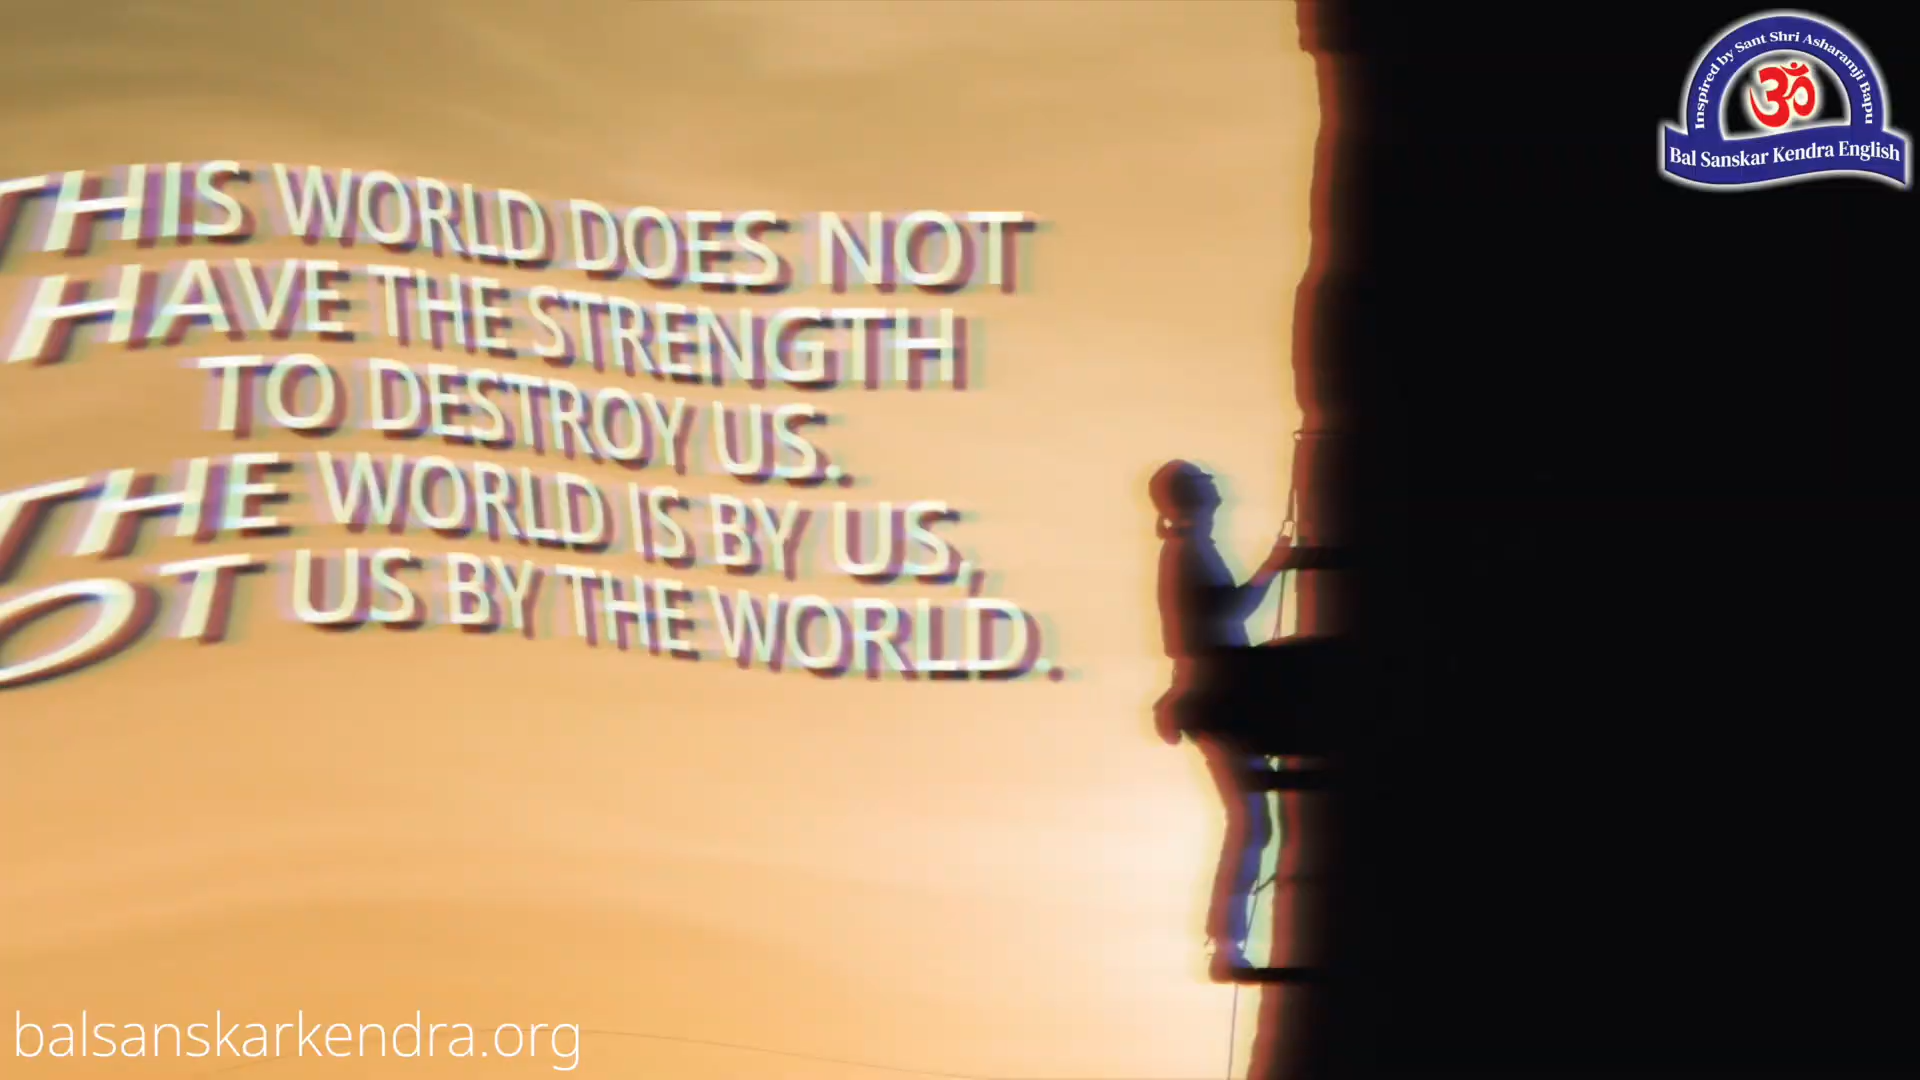 Inspired by Sant Shri Asharamji Bapu
ॐ
Bal Sanskar Kendra English
THIS WORLD DOES NOT
HAVE THE STRENGTH
TO DESTROY US.
THE WORLD IS BY US,
OT US BY THE WORLD.
balsanskarkendra.org